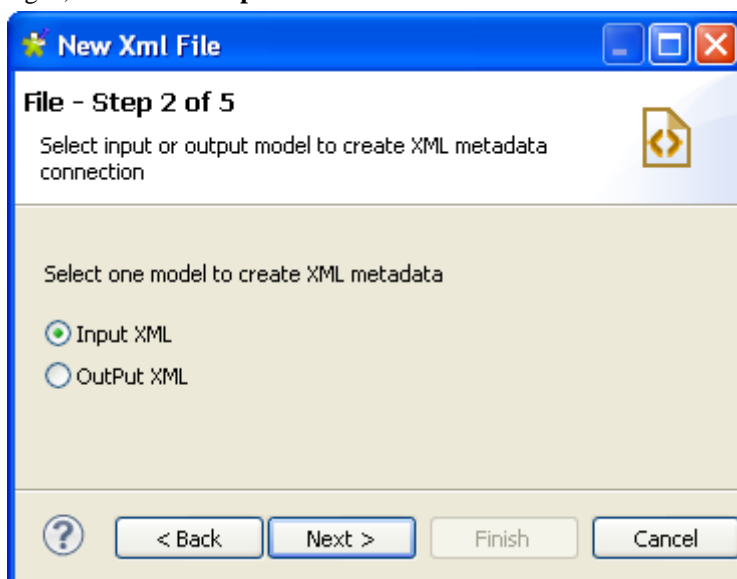 New Xml File
File - Step 2 of 5
Select input or output model to create XML metadata
connection
Select one model to create XML metadata
Input XML
OutPut XML
?
< Back
Next >
Finish
Cancel